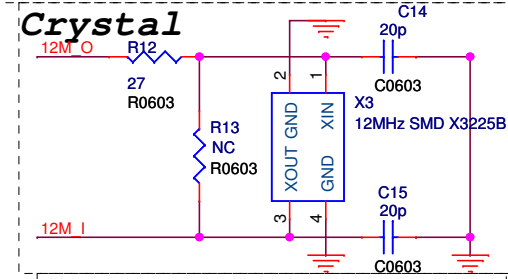 Crystal
C14
20p
C0603
12M_O
R12
27
R0603
2
1
X3
12MHz SMD X3225B
GND
XIN
XOUT
GND
R13
NC
R0603
3
4
C15
20p
C0603
12M_I